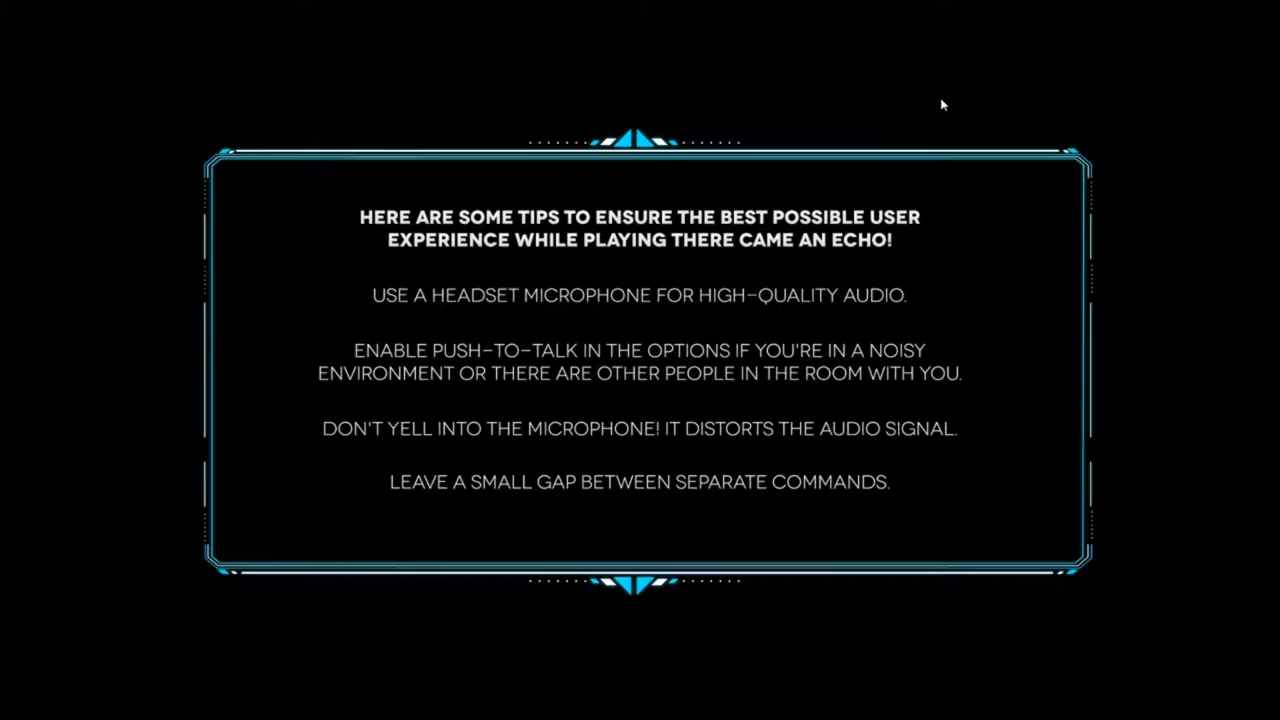 HERE ARE SOME TIPS TO ENSURE THE BEST POSSIBLE USER
EXPERIENCE WHILE PLAYING THERE CAME AN ECHO!
USE A HEADSET MICROPHONE FOR HIGH-QUALITY AUDIO.
ENABLE PUSH-TO-TALK IN THE OPTIONS IF YOU'RE IN A NOISY
ENVIRONMENT OR THERE ARE OTHER PEOPLE IN THE ROOM WITH YOU.
DON'T YELL INTO THE MICROPHONE! IT DISTORTS THE AUDIO SIGNAL.
LEAVE A SMALL GAP BETWEEN SEPARATE COMMANDS.